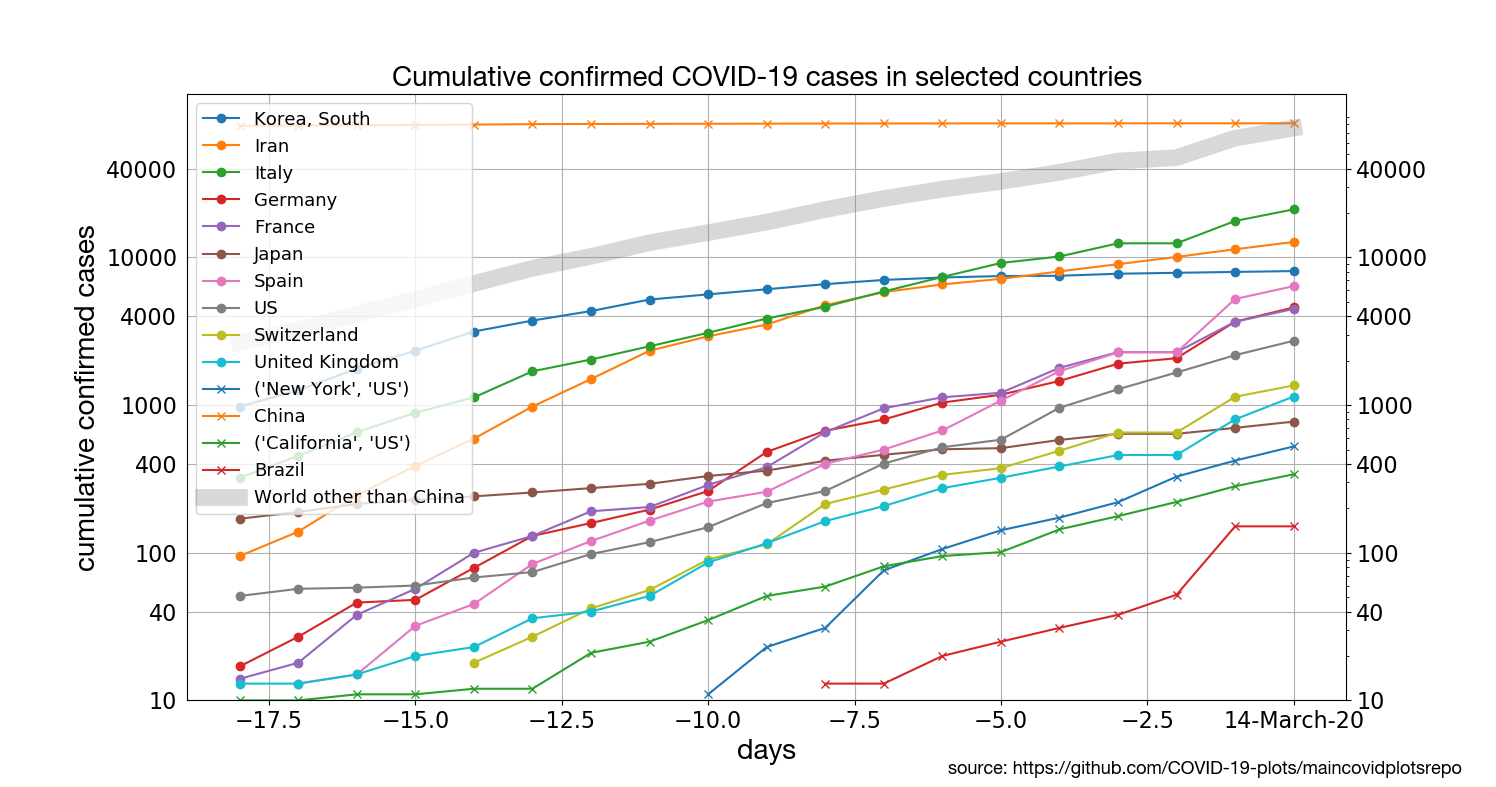 Cumulative confirmed COVID-19 cases in selected countries
cumulative confirmed cases
40000
10000
4000
1000
400
100
40
10
Korea, South
Iran
Italy
Germany
France
Japan
Spain
US
Switzerland
United Kingdom
('New York', 'US')
China
('California', 'US')
Brazil
World other than China
40000
10000
4000
1000
400
100
40
10
−17.5 −15.0 −12.5 −10.0 −7.5 −5.0 −2.5 14-March-20
days
source: https://github.com/COVID-19-plots/maincovidplotsrepo